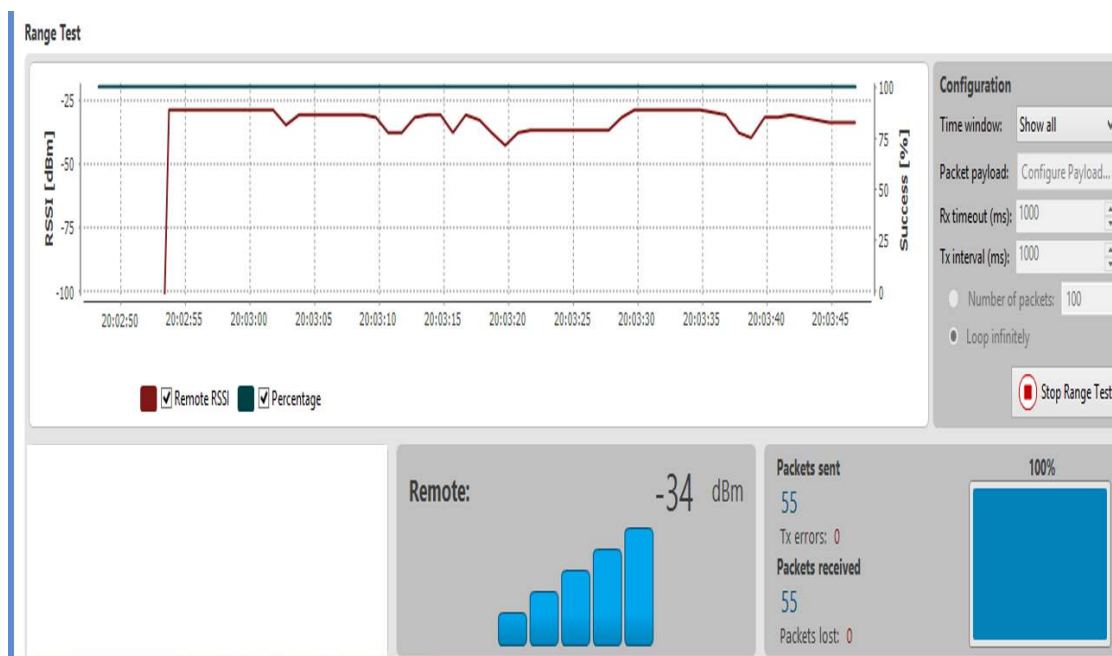 Range Test
-25
-50
-75
-100
RSSI [dBm]
100
75
50
25
0
Success [%]
20:02:50 20:02:55 20:03:00 20:03:05 20:03:10 20:03:15 20:03:20 20:03:25 20:03:30 20:03:35 20:03:40 20:03:45
Remote RSSI Percentage
Configuration
Time window: Show all
Packet payload: Configure Payload...
Rx timeout (ms): 1000
Tx interval (ms): 1000
Number of packets: 100
Loop infinitely
Stop Range Test
Remote: -34 dBm
Packets sent
55
Tx errors: 0
Packets received
55
Packets lost: 0
100%